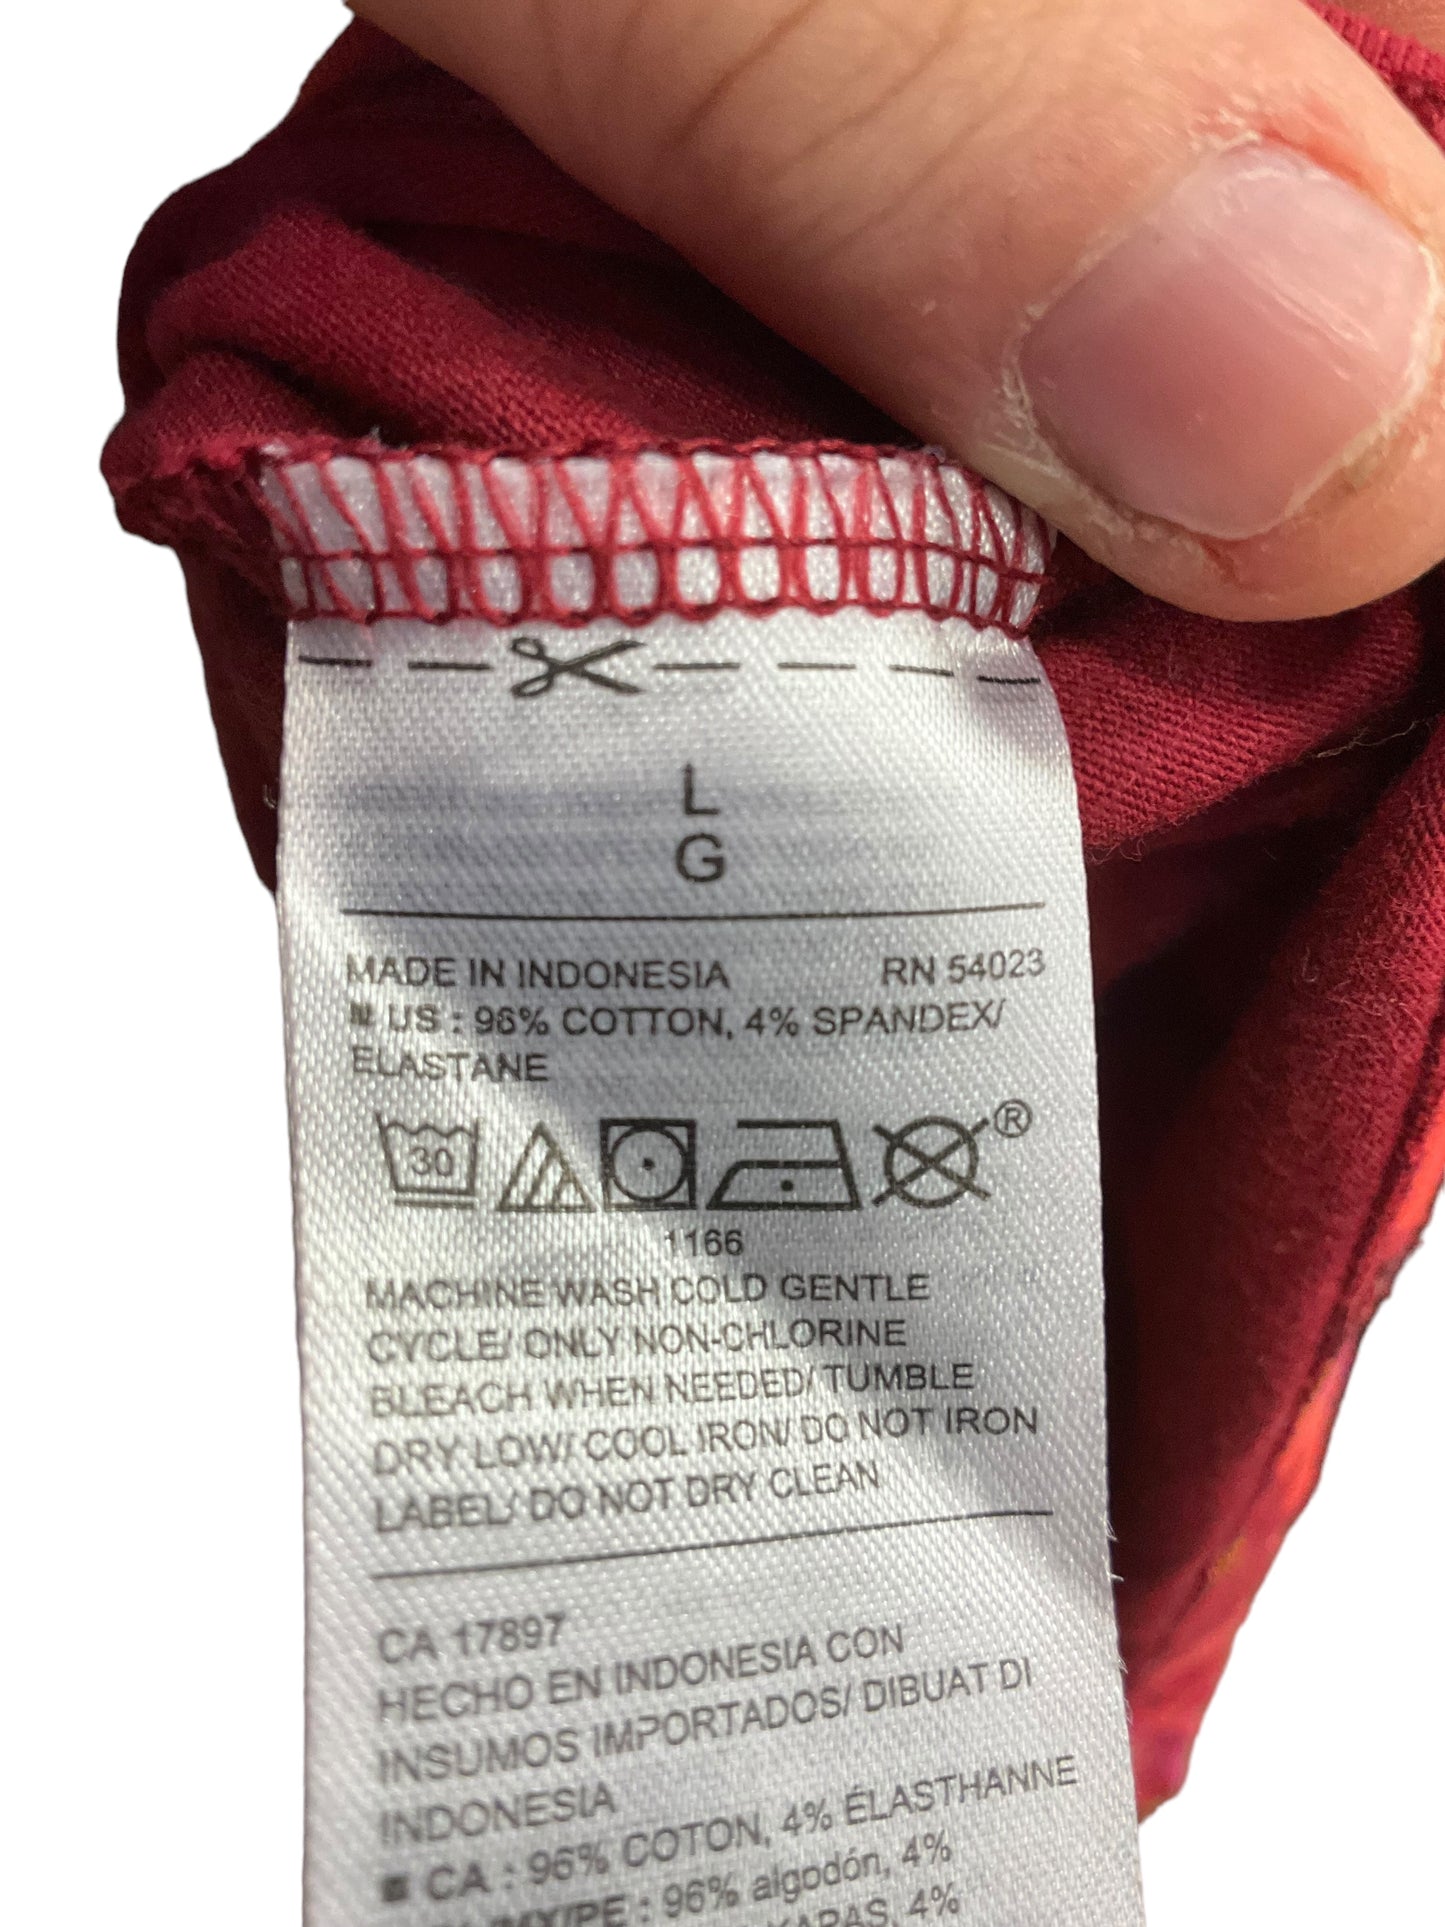 L
G
MADE IN INDONESIA RN 54023
US : 96% COTTON, 4% SPANDEX/
ELASTANE
30 ®
1166
MACHINE WASH COLD GENTLE
CYCLE/ ONLY NON-CHLORINE
BLEACH WHEN NEEDED/ TUMBLE
DRY LOW/ COOL IRON/ DO NOT IRON
LABEL/ DO NOT DRY CLEAN
CA 17897
HECHO EN INDONESIA CON
INSUMOS IMPORTADOS/ DIBUAT DI
INDONESIA
CA : 96% COTON, 4% ÉLASTHANNE
: 96% algodón, 4%
KAPAS, 4%